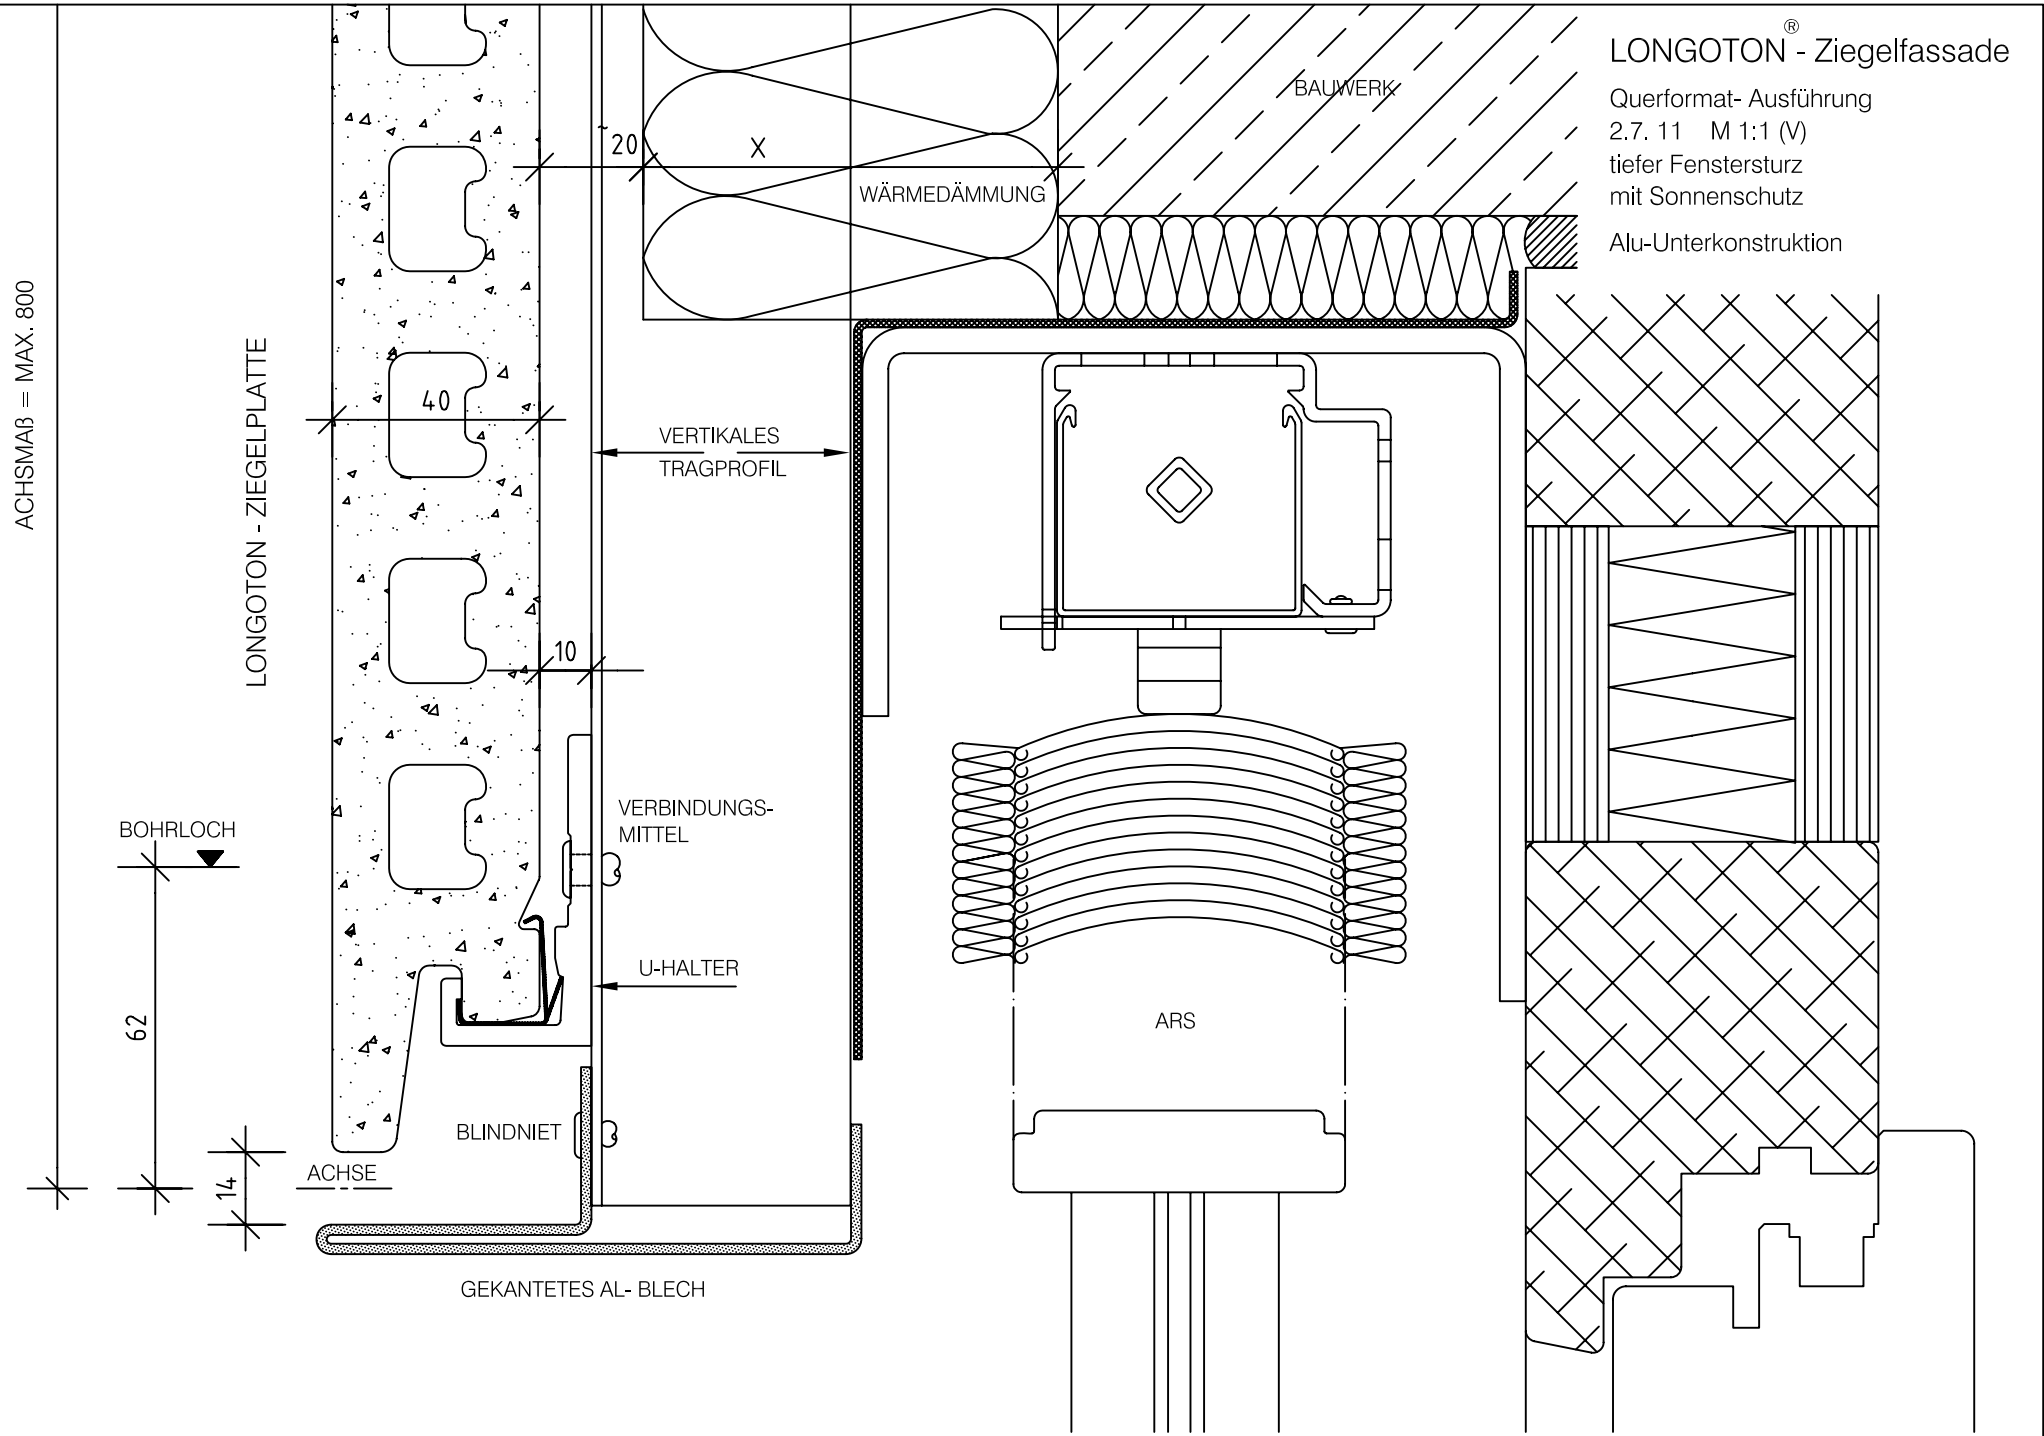 LONGOTON® - Ziegelfassade
Querformat- Ausführung
2.7. 11 M 1:1 (V)
tiefer Fenstersturz
mit Sonnenschutz
Alu-Unterkonstruktion
BAUWERK
~20
X
WÄRMEDÄMMUNG
ACHSMAß = MAX. 800
LONGOTON - ZIEGELPLATTE
40
VERTIKALES
TRAGPROFIL
10
VERBINDUNGS-
MITTEL
BOHRLOCH
U-HALTER
62
ARS
BLINDNIET
ACHSE
14
GEKANTETES AL- BLECH